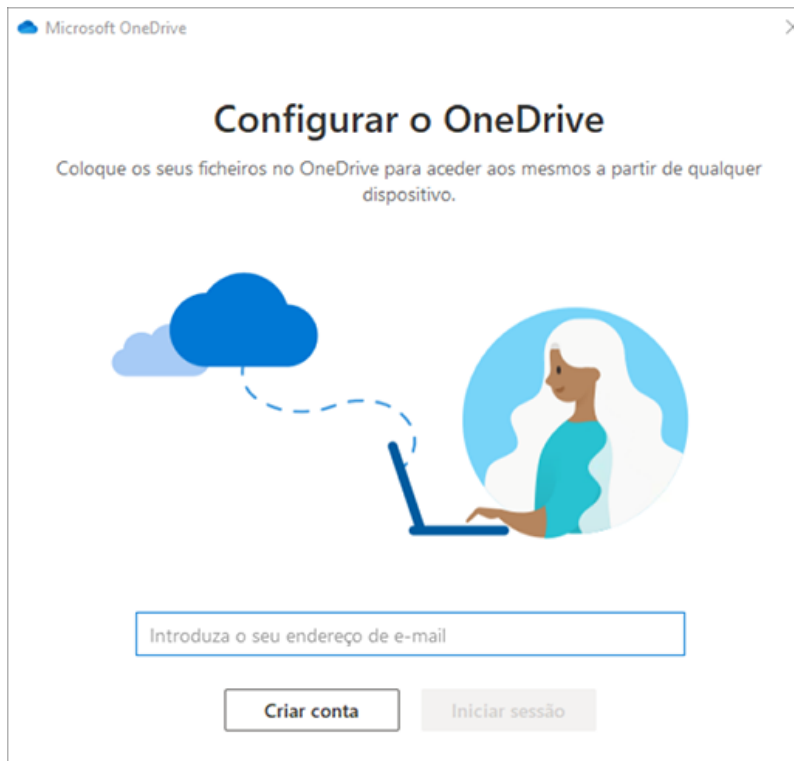 Microsoft OneDrive
Configurar o OneDrive
Coloque os seus ficheiros no OneDrive para aceder aos mesmos a partir de qualquer
dispositivo.
Introduza o seu endereço de e-mail
Criar conta
Iniciar sessão